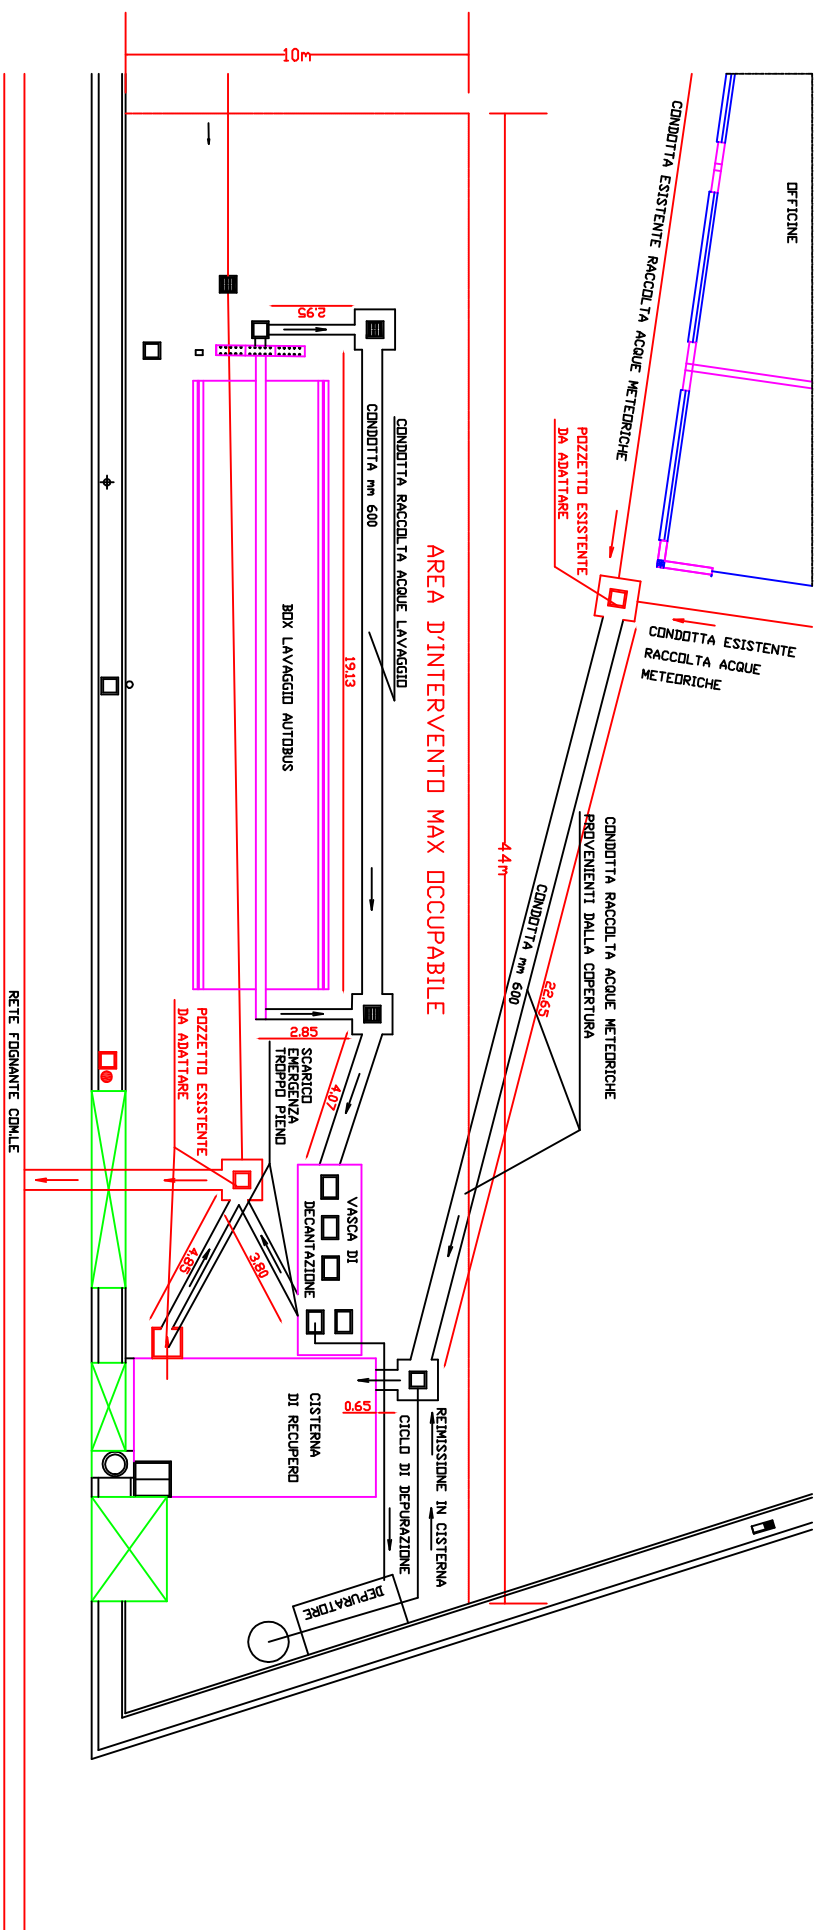 OFFICINE
CONDOTTA ESISTENTE RACCOLTA ACQUE METEORICHE
CONDOTTA ESISTENTE
RACCOLTA ACQUE
METEORICHE
POZZETTO ESISTENTE
DA ADATTARE
CONDOTTA RACCOLTA ACQUE METEORICHE
PROVENIENTI DALLA COPERTURA
CONDOTTA mm 600
22.65
44m
10m
AREA D'INTERVENTO MAX OCCUPABILE
CONDOTTA RACCOLTA ACQUE LAVAGGIO
CONDOTTA mm 600
2.95
19.13
BOX LAVAGGIO AUTOBUS
2.85
4.07
SCARICO
EMERGENZA
TROPPO PIENO
VASCA DI
DECANTAZIONE
POZZETTO ESISTENTE
DA ADATTARE
3.80
4.85
REIMISSIONE IN CISTERNA
CICLO DI DEPURAZIONE
0.65
CISTERNA
DI RECUPERO
DEPURATORE
RETE FOGNANTE COM.LE